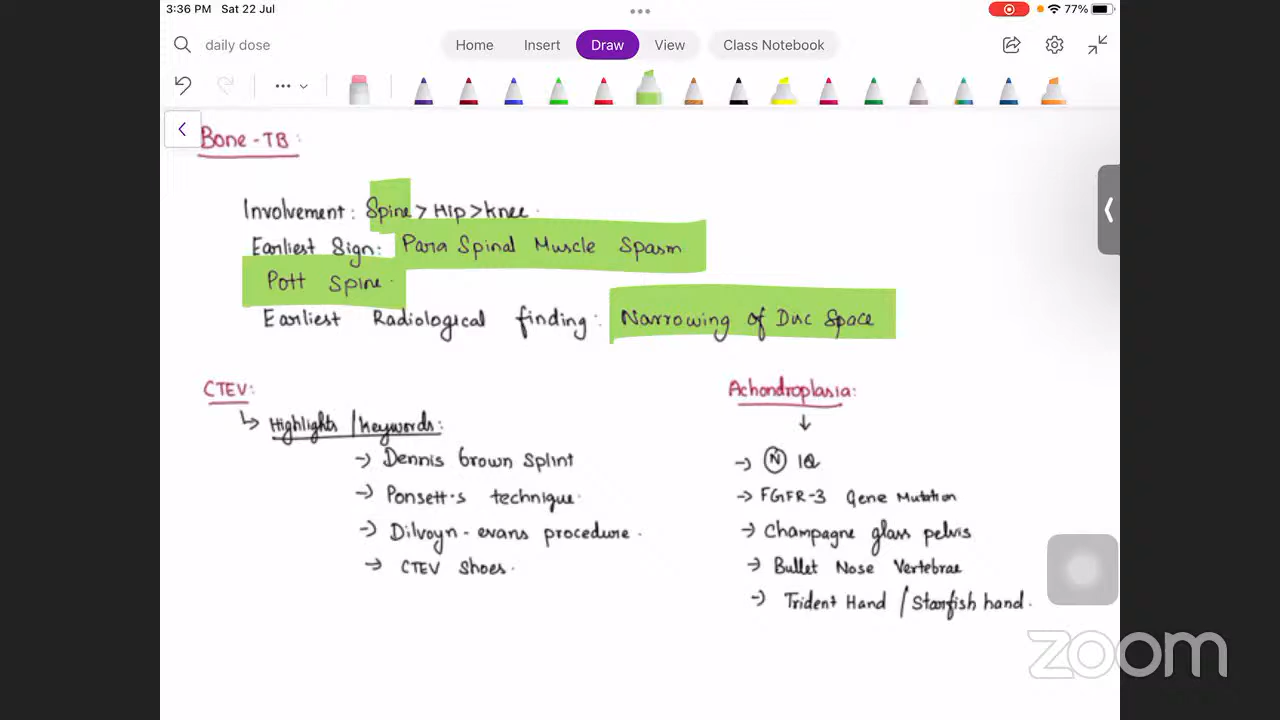 3:36 PM Sat 22 Jul
77%
daily dose
Home Insert Draw View Class Notebook
Bone - TB:
Involvement: Spine > Hip > knee.
Earliest Sign: Para Spinal Muscle Spasm
Pott Spine.
Earliest Radiological finding: Narrowing of Disc Space
CTEV:
↳ Highlights / Keywords:
→ Dennis brown Splint
→ Ponsett's technique.
→ Dilvoyn - evans procedure.
→ CTEV Shoes.
Achondroplasia:
↓
→ (N) IQ
→ FGFR-3 Gene Mutation
→ Champagne glass pelvis
→ Bullet Nose Vertebrae
→ Trident Hand / Starfish hand.
zoom